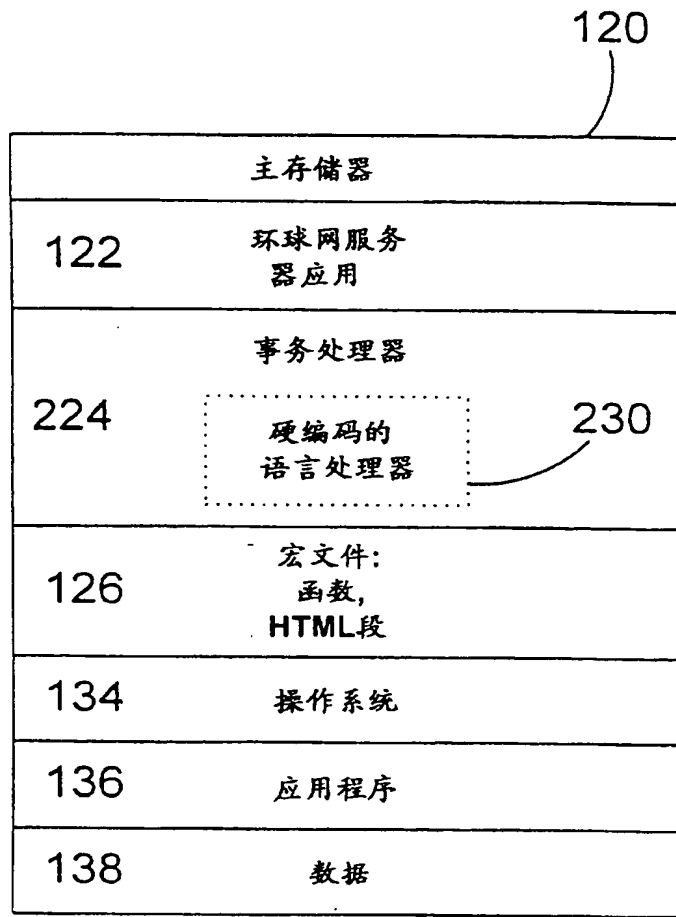 120
主存储器
122
环球网服务
器应用
事务处理器
224
硬编码的
语言处理器
230
126
宏文件:
函数,
HTML段
134 操作系统
136 应用程序
138 数据